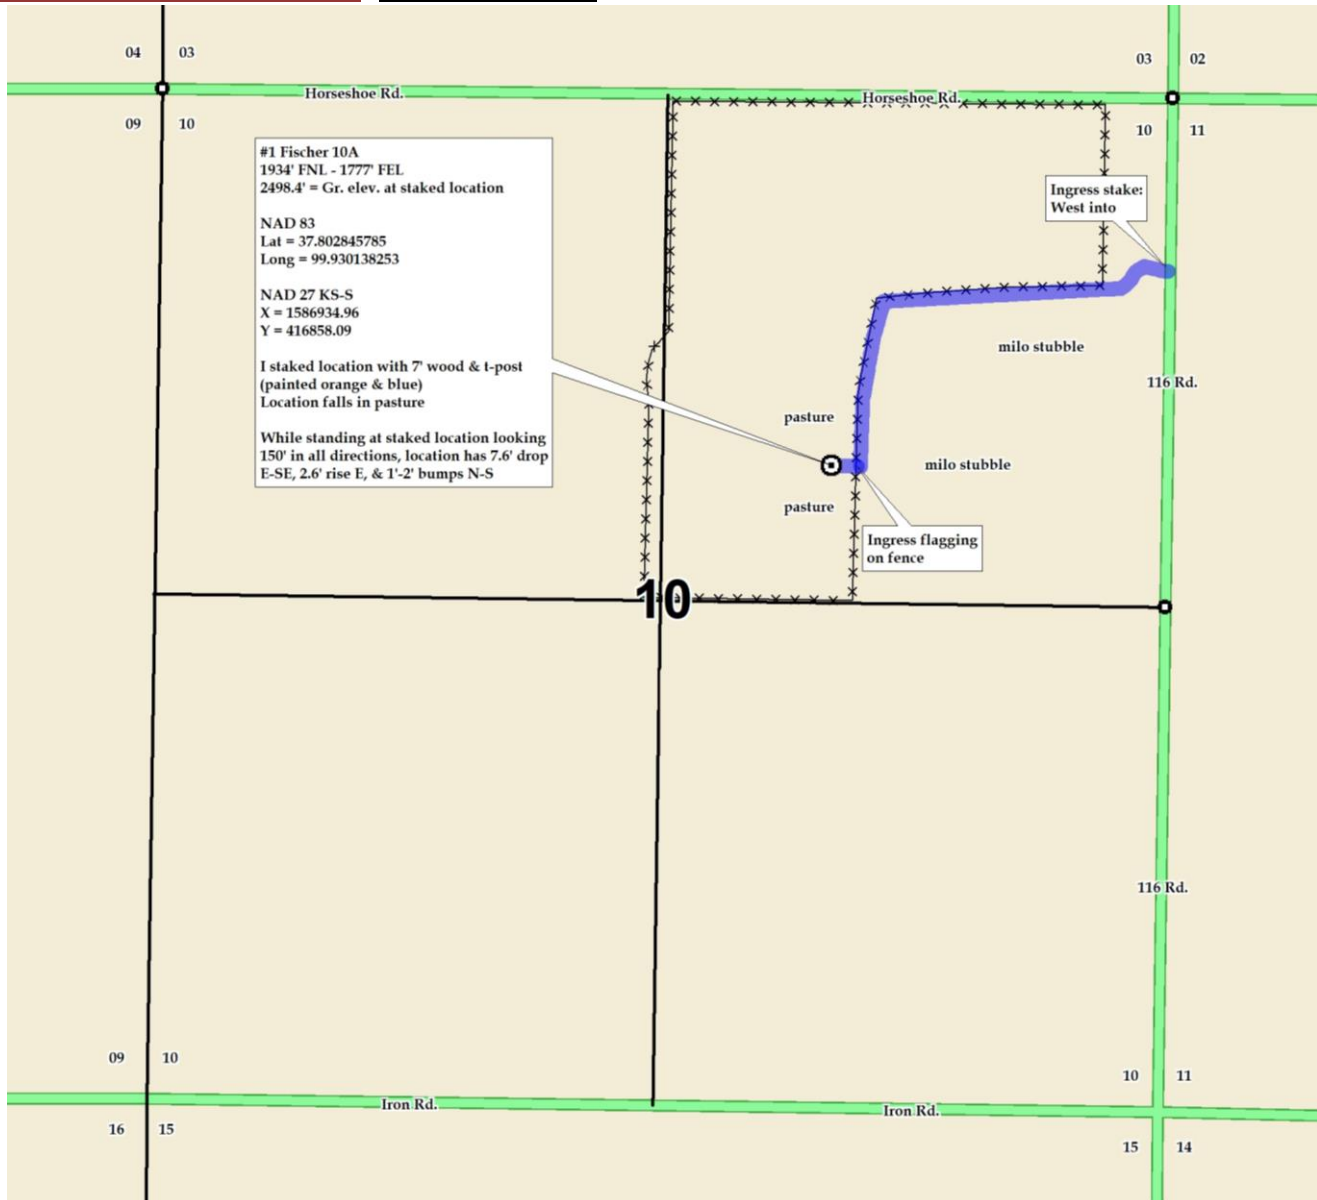 04 03
03 02
Horseshoe Rd.
Horseshoe Rd.
09 10
10 11
#1 Fischer 10A
1934' FNL - 1777' FEL
2498.4' = Gr. elev. at staked location
NAD 83
Lat = 37.802845785
Long = 99.930138253
NAD 27 KS-S
X = 1586934.96
Y = 416858.09
I staked location with 7' wood & t-post
(painted orange & blue)
Location falls in pasture
While standing at staked location looking
150' in all directions, location has 7.6' drop
E-SE, 2.6' rise E, & 1'-2' bumps N-S
Ingress stake:
West into
milo stubble
116 Rd.
pasture
milo stubble
pasture
Ingress flagging
on fence
10
116 Rd.
09 10
10 11
Iron Rd.
Iron Rd.
16 15
15 14